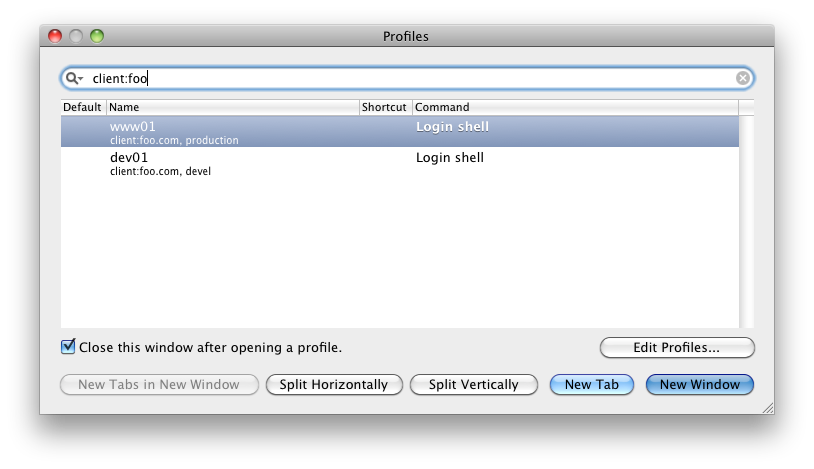 Profiles
client:foo
Default Name Shortcut Command
www01 Login shell
client:foo.com, production
dev01 Login shell
client:foo.com, devel
Close this window after opening a profile. Edit Profiles...
New Tabs in New Window Split Horizontally Split Vertically New Tab New Window